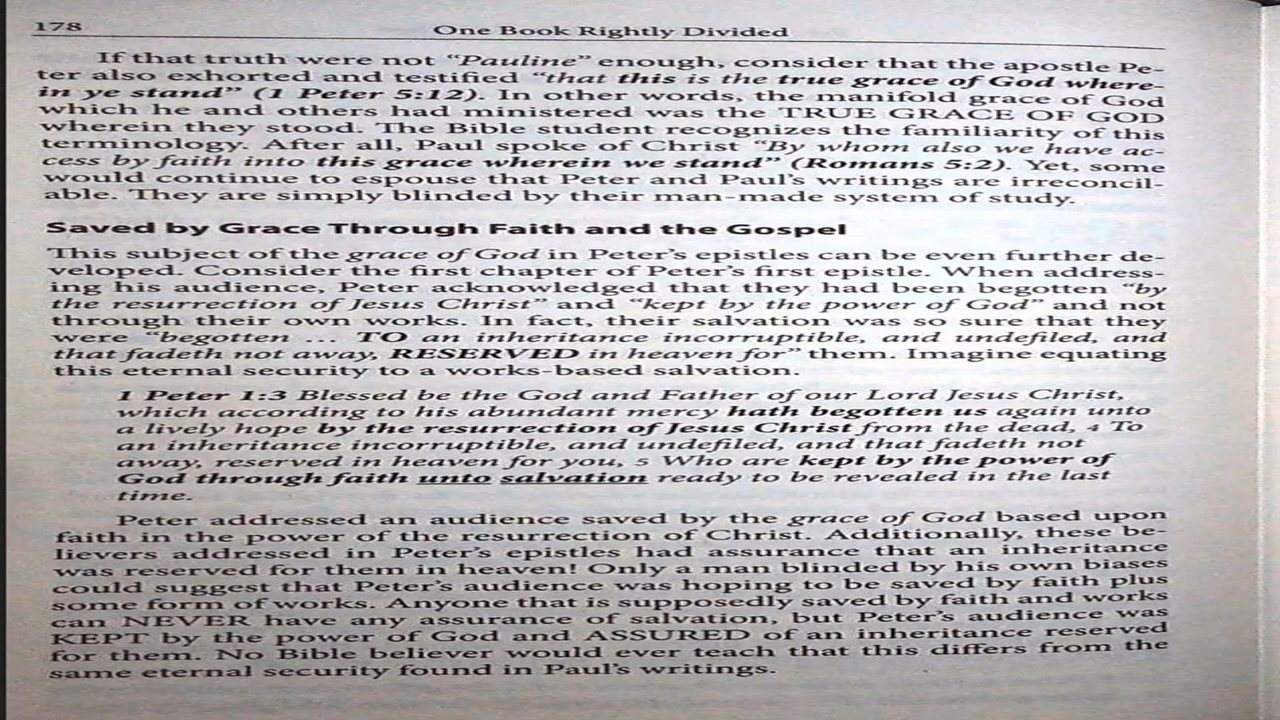 178
One Book Rightly Divided
If that truth were not "Pauline" enough, consider that the apostle Pe-
ter also exhorted and testified "that this is the true grace of God where-
in ye stand" (1 Peter 5:12). In other words, the manifold grace of God
which he and others had ministered was the TRUE GRACE OF GOD
wherein they stood. The Bible student recognizes the familiarity of this
terminology. After all, Paul spoke of Christ "By whom also we have ac-
cess by faith into this grace wherein we stand" (Romans 5:2). Yet, some
would continue to espouse that Peter and Paul's writings are irreconcil-
able. They are simply blinded by their man-made system of study.
Saved by Grace Through Faith and the Gospel
This subject of the grace of God in Peter's epistles can be even further de-
veloped. Consider the first chapter of Peter's first epistle. When address-
ing his audience, Peter acknowledged that they had been begotten "by
the resurrection of Jesus Christ" and "kept by the power of God" and not
through their own works. In fact, their salvation was so sure that they
were "begotten ... TO an inheritance incorruptible, and undefiled, and
that fadeth not away, RESERVED in heaven for" them. Imagine equating
this eternal security to a works-based salvation.
1 Peter 1:3 Blessed be the God and Father of our Lord Jesus Christ,
which according to his abundant mercy hath begotten us again unto
a lively hope by the resurrection of Jesus Christ from the dead, 4 To
an inheritance incorruptible, and undefiled, and that fadeth not
away, reserved in heaven for you, 5 Who are kept by the power of
God through faith unto salvation ready to be revealed in the last
time.
Peter addressed an audience saved by the grace of God based upon
faith in the power of the resurrection of Christ. Additionally, these be-
lievers addressed in Peter's epistles had assurance that an inheritance
was reserved for them in heaven! Only a man blinded by his own biases
could suggest that Peter's audience was hoping to be saved by faith plus
some form of works. Anyone that is supposedly saved by faith and works
can NEVER have any assurance of salvation, but Peter's audience was
KEPT by the power of God and ASSURED of an inheritance reserved
for them. No Bible believer would ever teach that this differs from the
same eternal security found in Paul's writings.